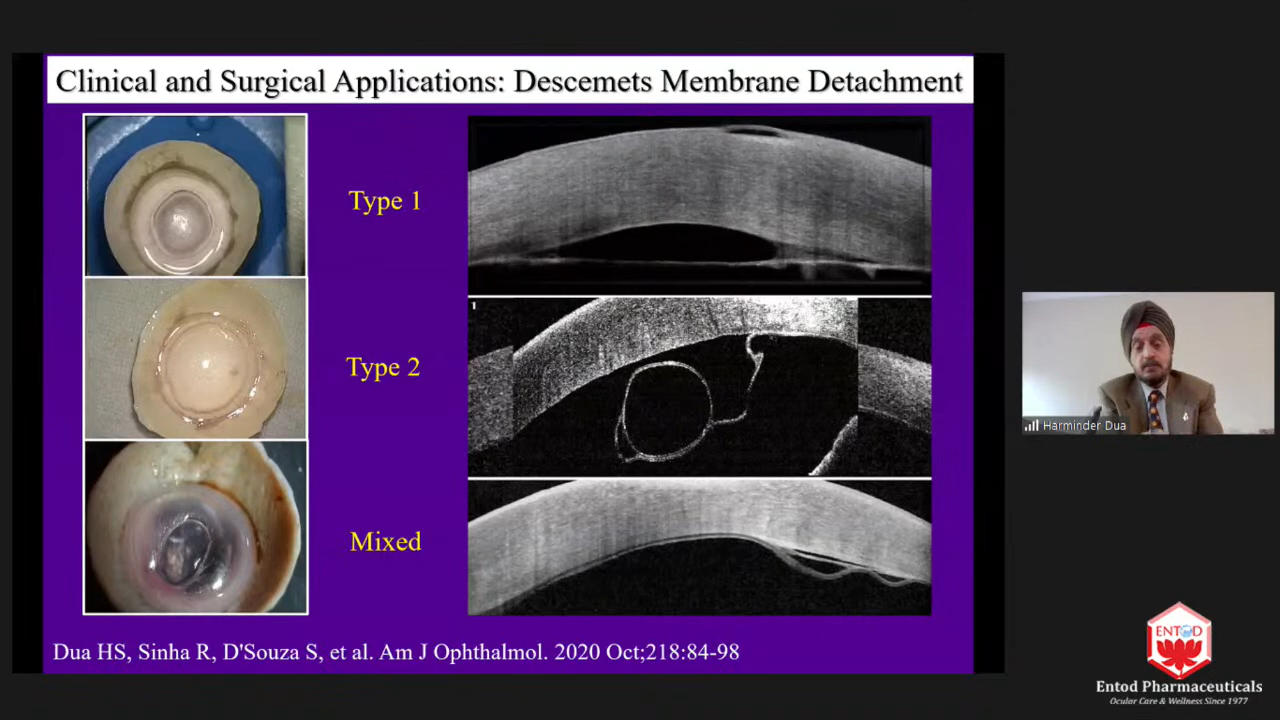 Clinical and Surgical Applications: Descemets Membrane Detachment
Type 1
Type 2
Mixed
1
Dua HS, Sinha R, D'Souza S, et al. Am J Ophthalmol. 2020 Oct;218:84-98
Harminder Dua
ENTOD
Entod Pharmaceuticals
Ocular Care & Wellness Since 1977